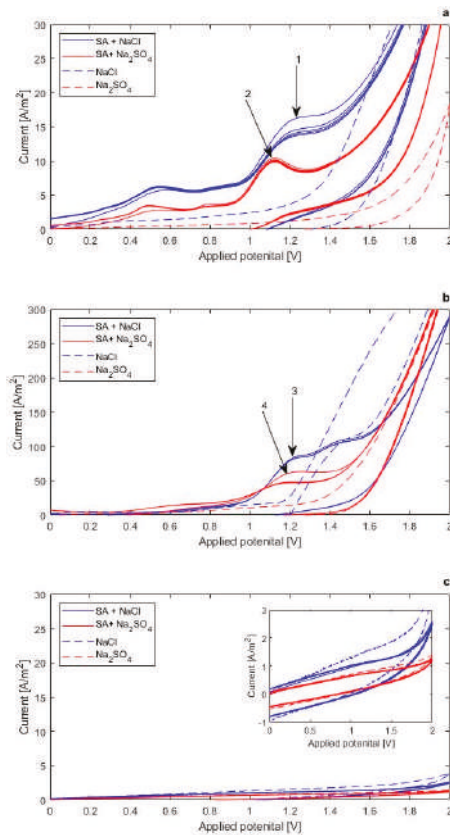 a
30
25
20
15
10
5
0
Current [A/m²]
SA + NaCl
SA+ Na₂SO₄
NaCl
Na₂SO₄
2
1
0 0.2 0.4 0.6 0.8 1 1.2 1.4 1.6 1.8 2
Applied potenital [V]
b
300
250
200
150
100
50
0
Current [A/m²]
SA + NaCl
SA+ Na₂SO₄
NaCl
Na₂SO₄
4
3
0 0.2 0.4 0.6 0.8 1 1.2 1.4 1.6 1.8 2
Applied potenital [V]
c
30
25
20
15
10
5
0
Current [A/m²]
SA + NaCl
SA+ Na₂SO₄
NaCl
Na₂SO₄
3
2
1
0
-1
Current [A/m²]
0 0.5 1 1.5 2
Applied potenital [V]
0 0.2 0.4 0.6 0.8 1 1.2 1.4 1.6 1.8 2
Applied potenital [V]